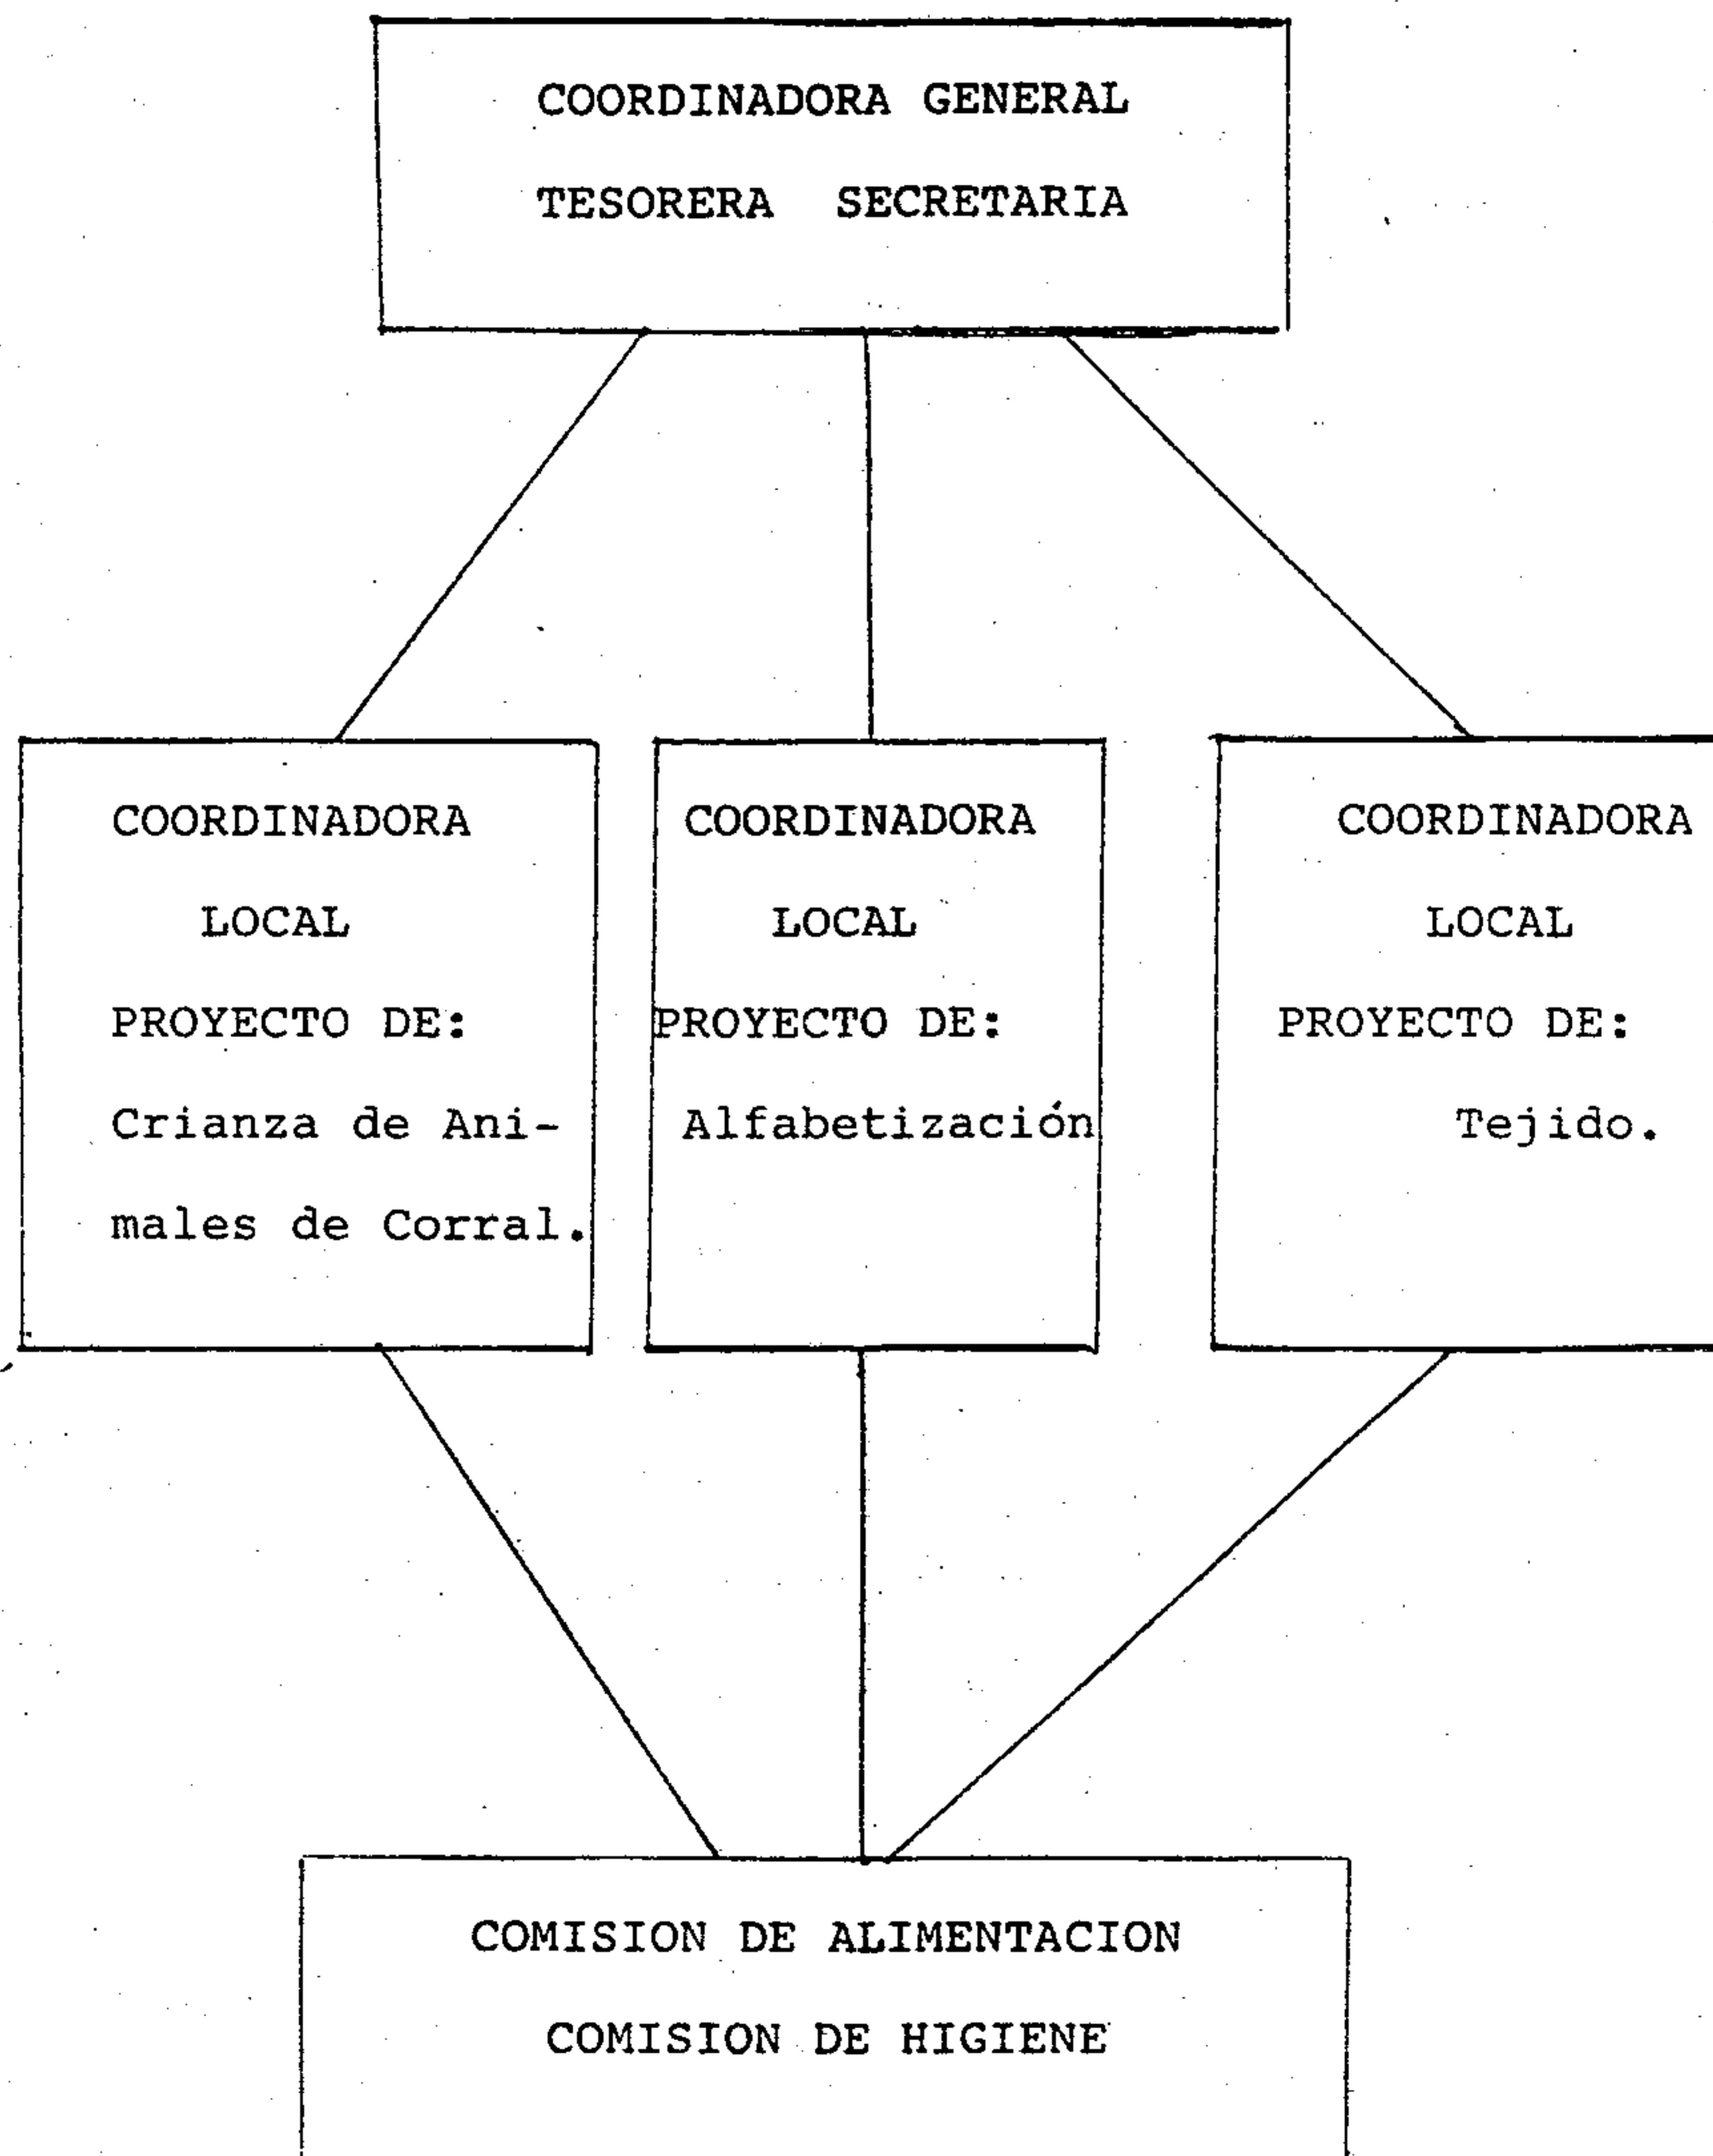 COORDINADORA GENERAL
TESORERA SECRETARIA
COORDINADORA
LOCAL
PROYECTO DE:
Crianza de Ani-
males de Corral.
COORDINADORA
LOCAL
PROYECTO DE:
Alfabetización
COORDINADORA
LOCAL
PROYECTO DE:
Tejido.
COMISION DE ALIMENTACION
COMISION DE HIGIENE